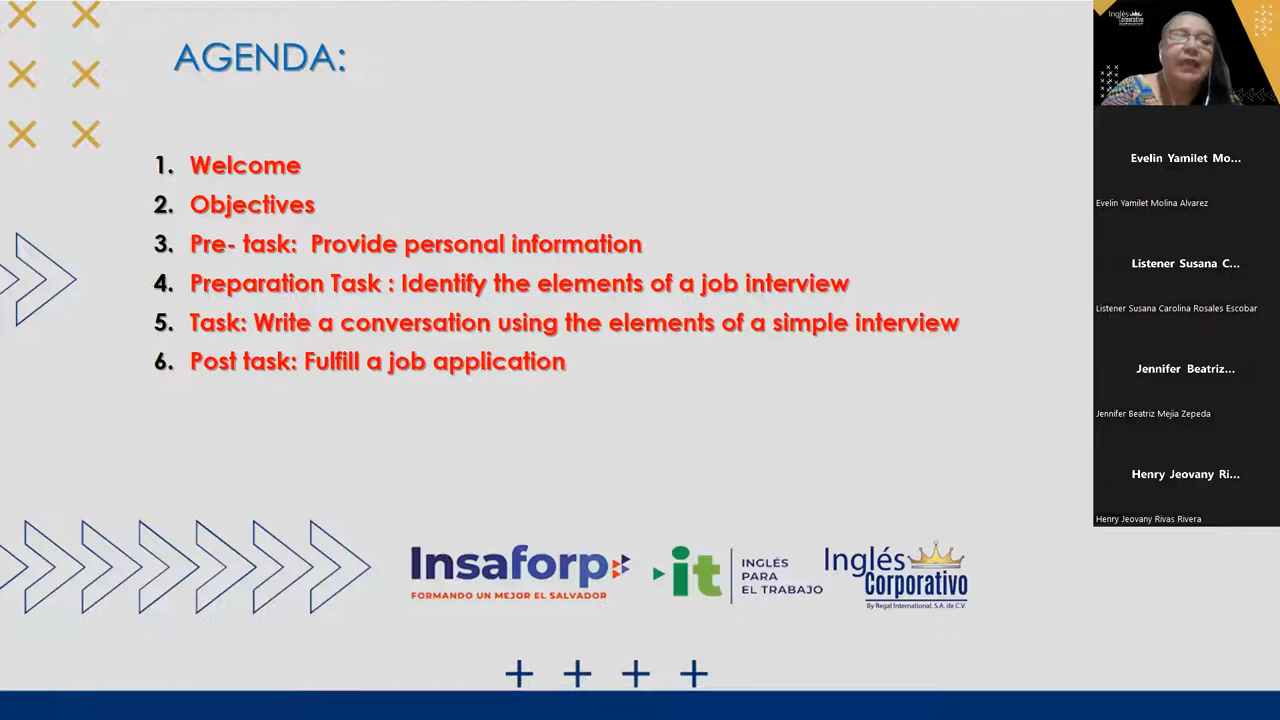 AGENDA:
1. Welcome
2. Objectives
3. Pre- task: Provide personal information
4. Preparation Task : Identify the elements of a job interview
5. Task: Write a conversation using the elements of a simple interview
6. Post task: Fulfill a job application
Insaforp
FORMANDO UN MEJOR EL SALVADOR
it
INGLÉS
PARA
EL TRABAJO
Inglés
Corporativo
By Regal International, S.A. de C.V.
Inglés
Corporativo
Evelin Yamilet Mo...
Evelin Yamilet Molina Alvarez
Listener Susana C...
Listener Susana Carolina Rosales Escobar
Jennifer Beatriz...
Jennifer Beatriz Mejia Zepeda
Henry Jeovany Ri...
Henry Jeovany Rivas Rivera